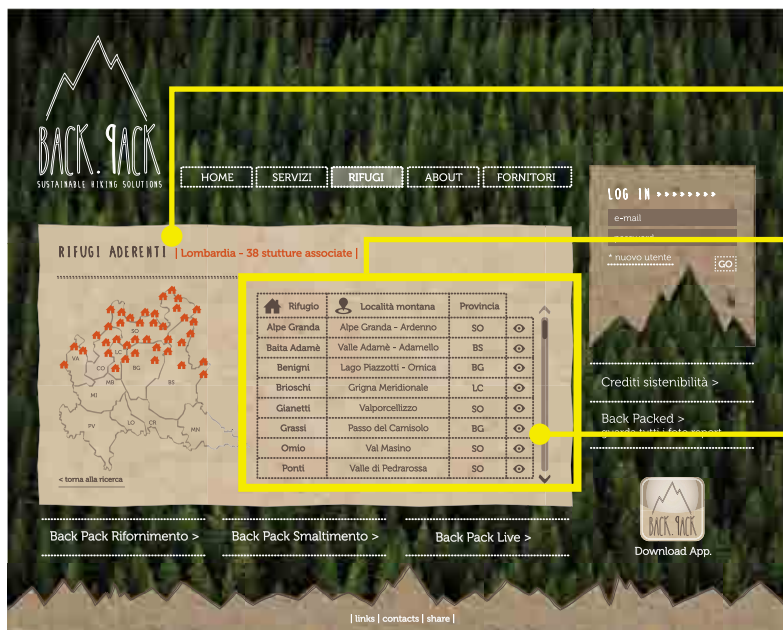 BACK.PACK
SUSTAINABLE HIKING SOLUTIONS
HOME
SERVIZI
RIFUGI
ABOUT
FORNITORI
LOG IN
e-mail
password
* nuovo utente
GO
RIFUGI ADERENTI | Lombardia - 38 stutture associate |
SO
VA
CO
LC
BG
BS
MB
MI
PV
LO
CR
MN
< torna alla ricerca
Rifugio Località montana Provincia
Alpe Granda Alpe Granda - Ardenno SO
Baita Adamè Valle Adamè - Adamello BS
Benigni Lago Piazzotti - Ornica BG
Brioschi Grigna Meridionale LC
Gianetti Valporcellizzo SO
Grassi Passo del Camisolo BG
Omio Val Masino SO
Ponti Valle di Pedrarossa SO
Crediti sistenibilità >
Back Packed >
guarda tutti i foto report
BACK.PACK
Download App.
Back Pack Rifornimento >
Back Pack Smaltimento >
Back Pack Live >
| links | contacts | share |